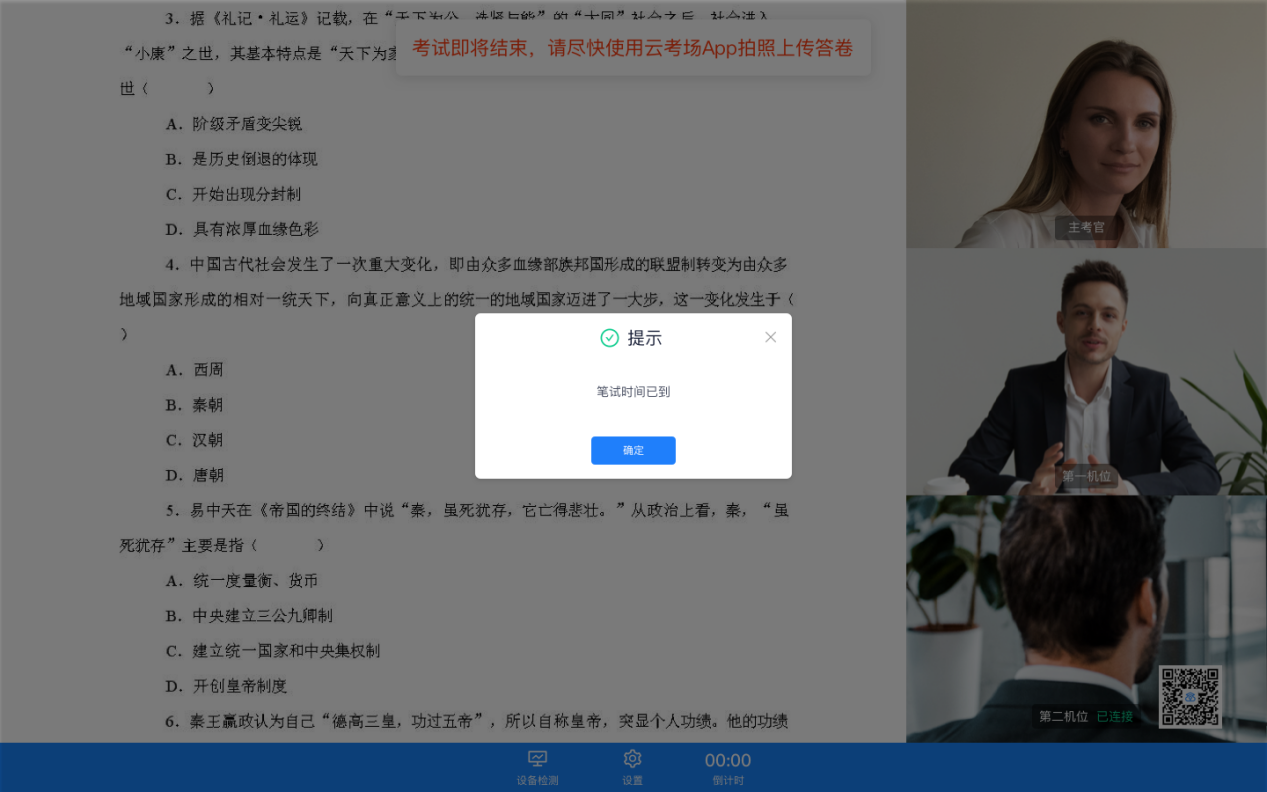 3．据《礼记·礼运》记载，在“天下为公，选贤与能”的“大同”社会之后，社会进入
“小康”之世，其基本特点是“天下为
考试即将结束，请尽快使用云考场App拍照上传答卷
世（　　）
A．阶级矛盾变尖锐
B．是历史倒退的体现
C．开始出现分封制
D．具有浓厚血缘色彩
4．中国古代社会发生了一次重大变化，即由众多血缘部族邦国形成的联盟制转变为由众多
地域国家形成的相对一统天下，向真正意义上的统一的地域国家迈进了一大步，这一变化发生于（
）
A．西周
B．秦朝
C．汉朝
D．唐朝
提示
笔试时间已到
确定
5．易中天在《帝国的终结》中说“秦，虽死犹存，它亡得悲壮。”从政治上看，秦，“虽
死犹存”主要是指（　　）
A．统一度量衡、货币
B．中央建立三公九卿制
C．建立统一国家和中央集权制
D．开创皇帝制度
6．秦王嬴政认为自己“德高三皇，功过五帝”，所以自称皇帝，突显个人功绩。他的功绩
主考官
第一机位
第二机位 已连接
设备检测
设置
00:00
倒计时